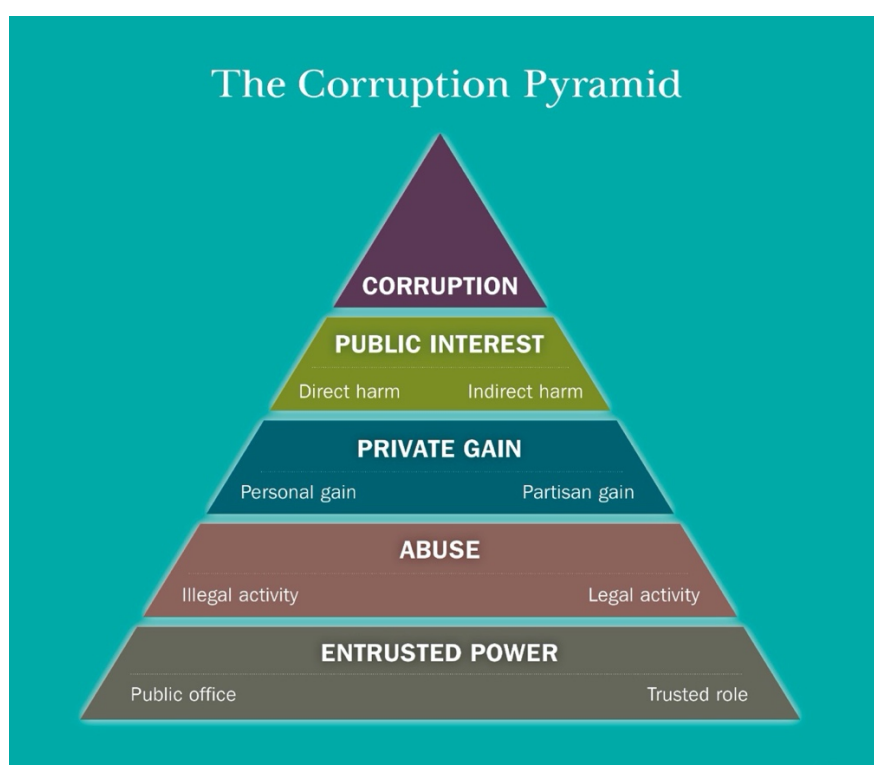 The Corruption Pyramid
CORRUPTION
PUBLIC INTEREST
Direct harm Indirect harm
PRIVATE GAIN
Personal gain Partisan gain
ABUSE
Illegal activity Legal activity
ENTRUSTED POWER
Public office Trusted role